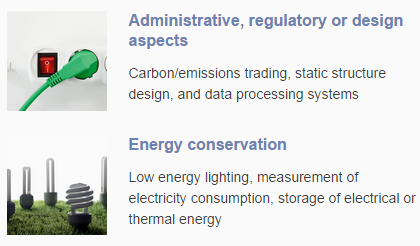 Administrative, regulatory or design
aspects
Carbon/emissions trading, static structure
design, and data processing systems
Energy conservation
Low energy lighting, measurement of
electricity consumption, storage of electrical or
thermal energy